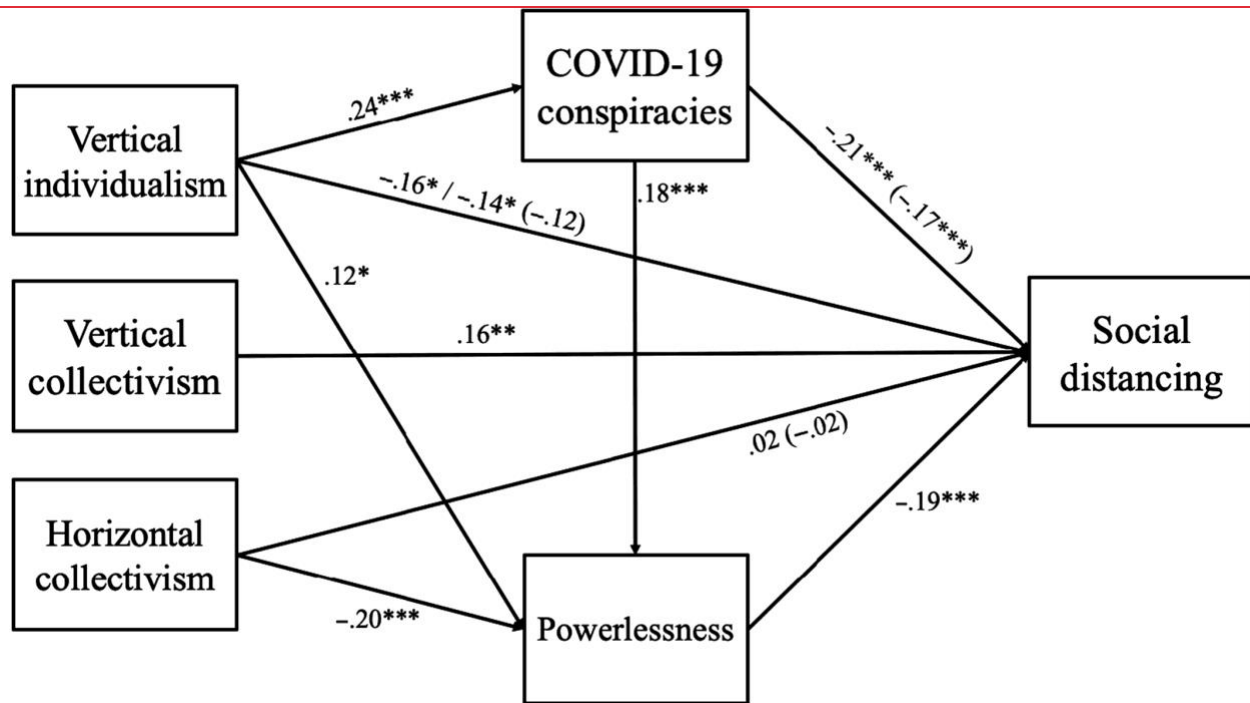 COVID-19
conspiracies
Vertical
individualism
.24***
-.21*** (-.17***)
-.16* / -.14* (-.12)
.18***
.12*
Vertical
collectivism
.16**
Social
distancing
.02 (-.02)
Horizontal
collectivism
-.20***
-.19***
Powerlessness